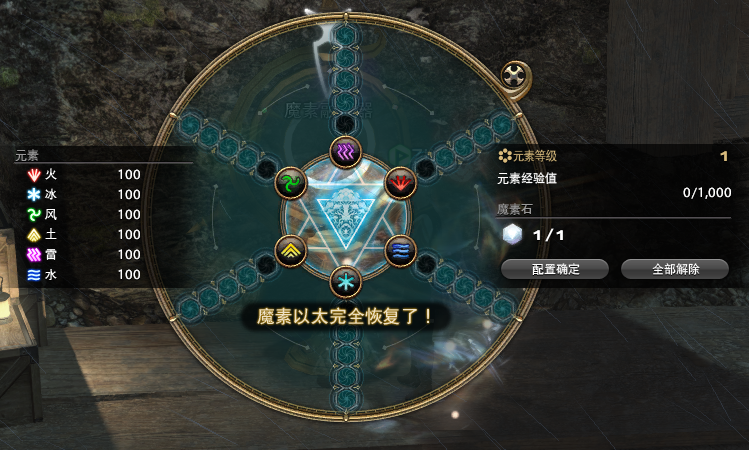 元素
火 100
冰 100
风 100
土 100
雷 100
水 100
魔素以太完全恢复了！
元素等级 1
元素经验值
0/1,000
魔素石
1/1
配置确定 全部解除